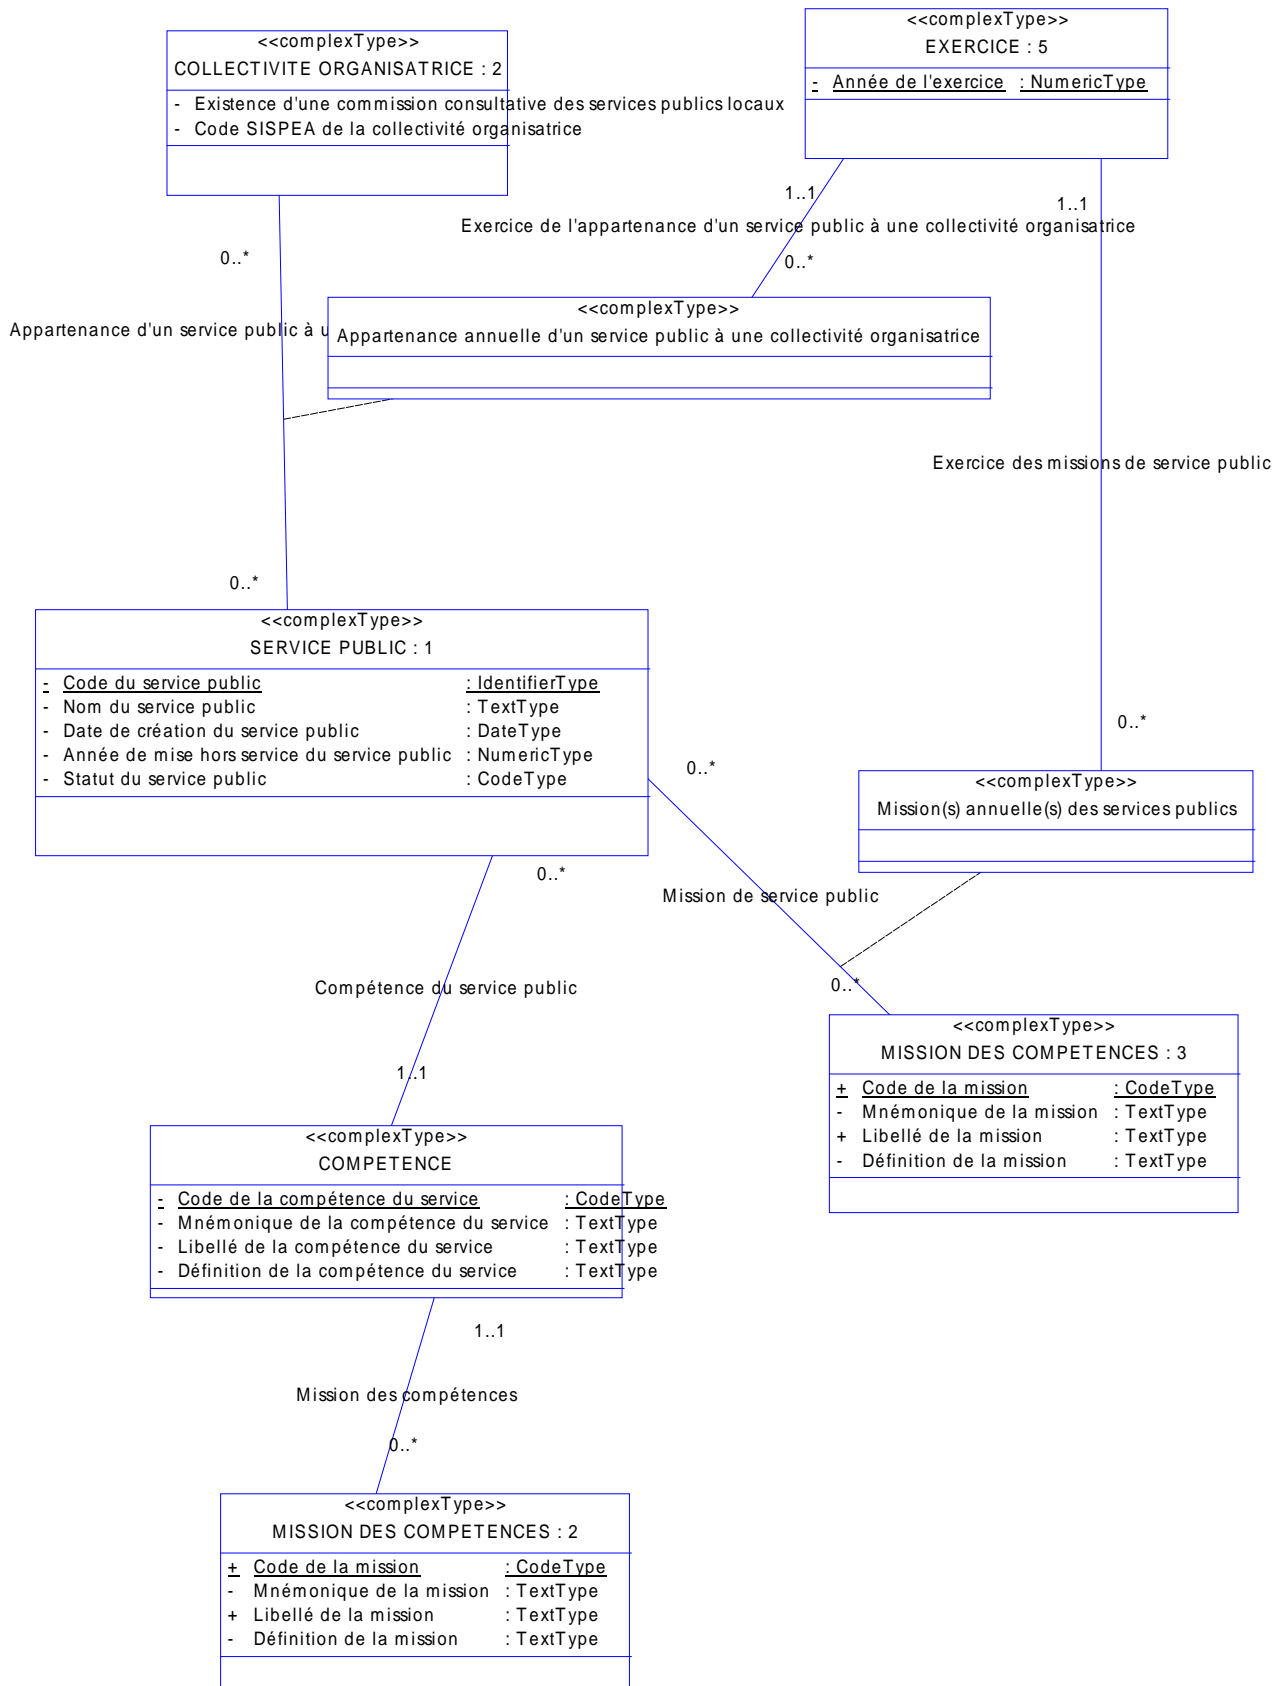 <<complexType>>
COLLECTIVITE ORGANISATRICE : 2
- Existence d'une commission consultative des services publics locaux
- Code SISPEA de la collectivité organisatrice
<<complexType>>
EXERCICE : 5
- Année de l'exercice : NumericType
1..1
1..1
Exercice de l'appartenance d'un service public à une collectivité organisatrice
0..*
0..*
<<complexType>>
Appartenance d'un service public à u
Appartenance annuelle d'un service public à une collectivité organisatrice
Exercice des missions de service public
0..*
<<complexType>>
SERVICE PUBLIC : 1
- Code du service public : IdentifierType
- Nom du service public : TextType
- Date de création du service public : DateType
- Année de mise hors service du service public : NumericType
- Statut du service public : CodeType
0..*
0..*
<<complexType>>
Mission(s) annuelle(s) des services publics
0..*
Mission de service public
Compétence du service public
0..*
<<complexType>>
MISSION DES COMPETENCES : 3
+ Code de la mission : CodeType
- Mnémonique de la mission : TextType
+ Libellé de la mission : TextType
- Définition de la mission : TextType
1..1
<<complexType>>
COMPETENCE
- Code de la compétence du service : CodeType
- Mnémonique de la compétence du service : TextType
- Libellé de la compétence du service : TextType
- Définition de la compétence du service : TextType
1..1
Mission des compétences
0..*
<<complexType>>
MISSION DES COMPETENCES : 2
+ Code de la mission : CodeType
- Mnémonique de la mission : TextType
+ Libellé de la mission : TextType
- Définition de la mission : TextType